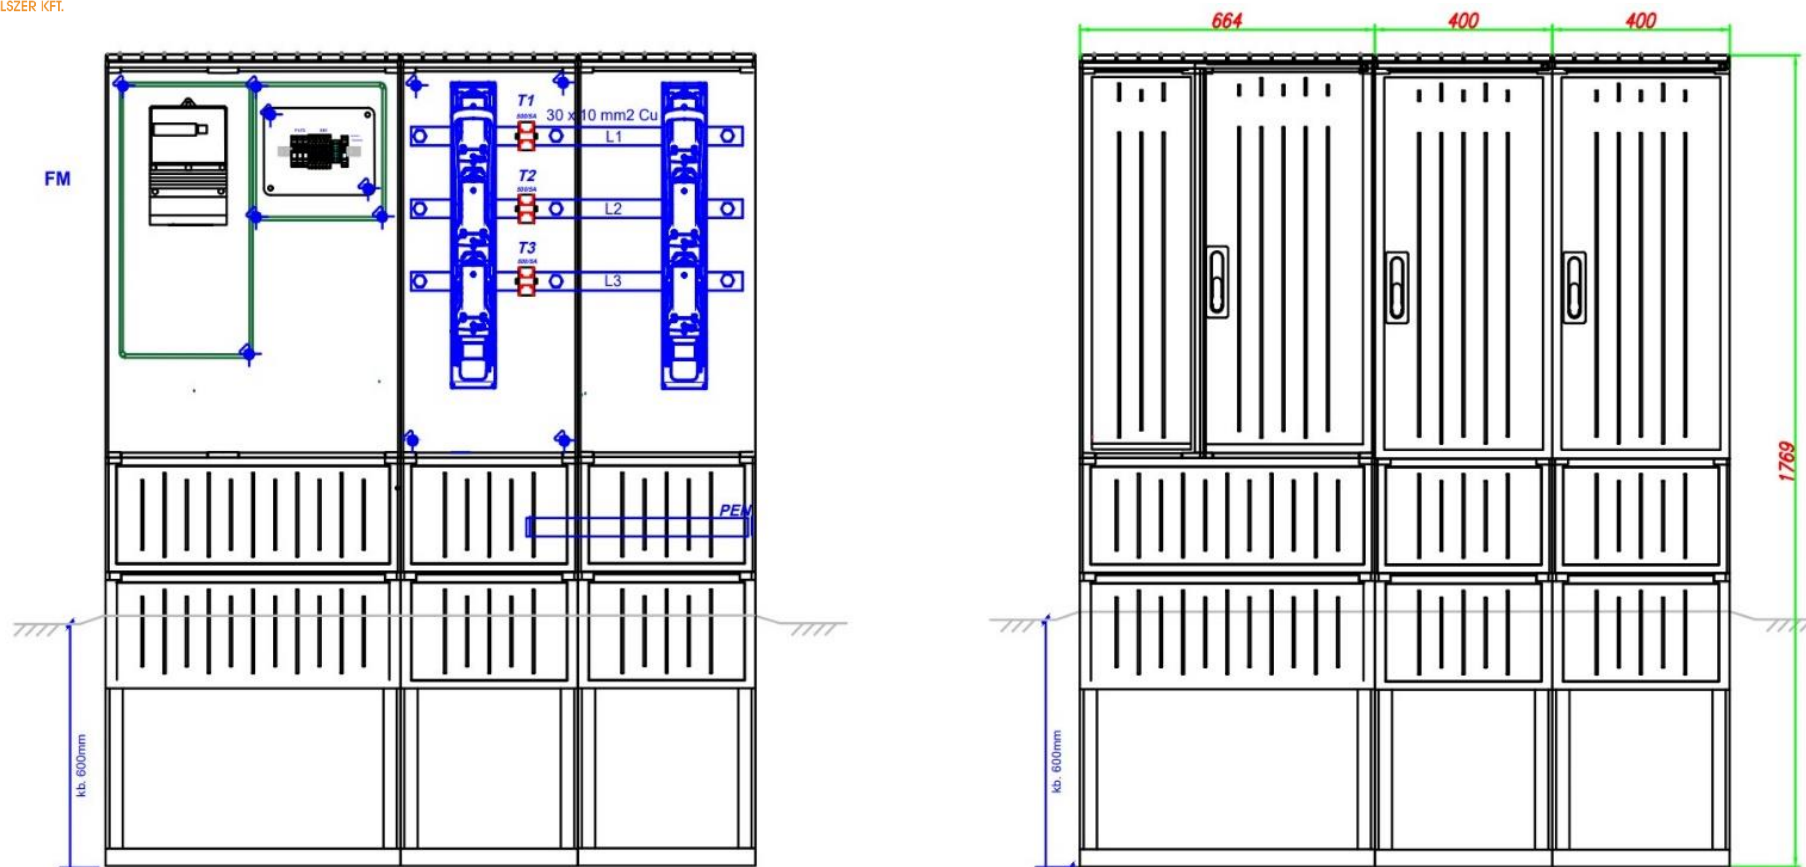 LSZER KFT.
664
400
400
T1
30 x 10 mm2 Cu
L1
FM
T2
L2
T3
L3
1769
PEN
kb. 600mm
kb. 600mm